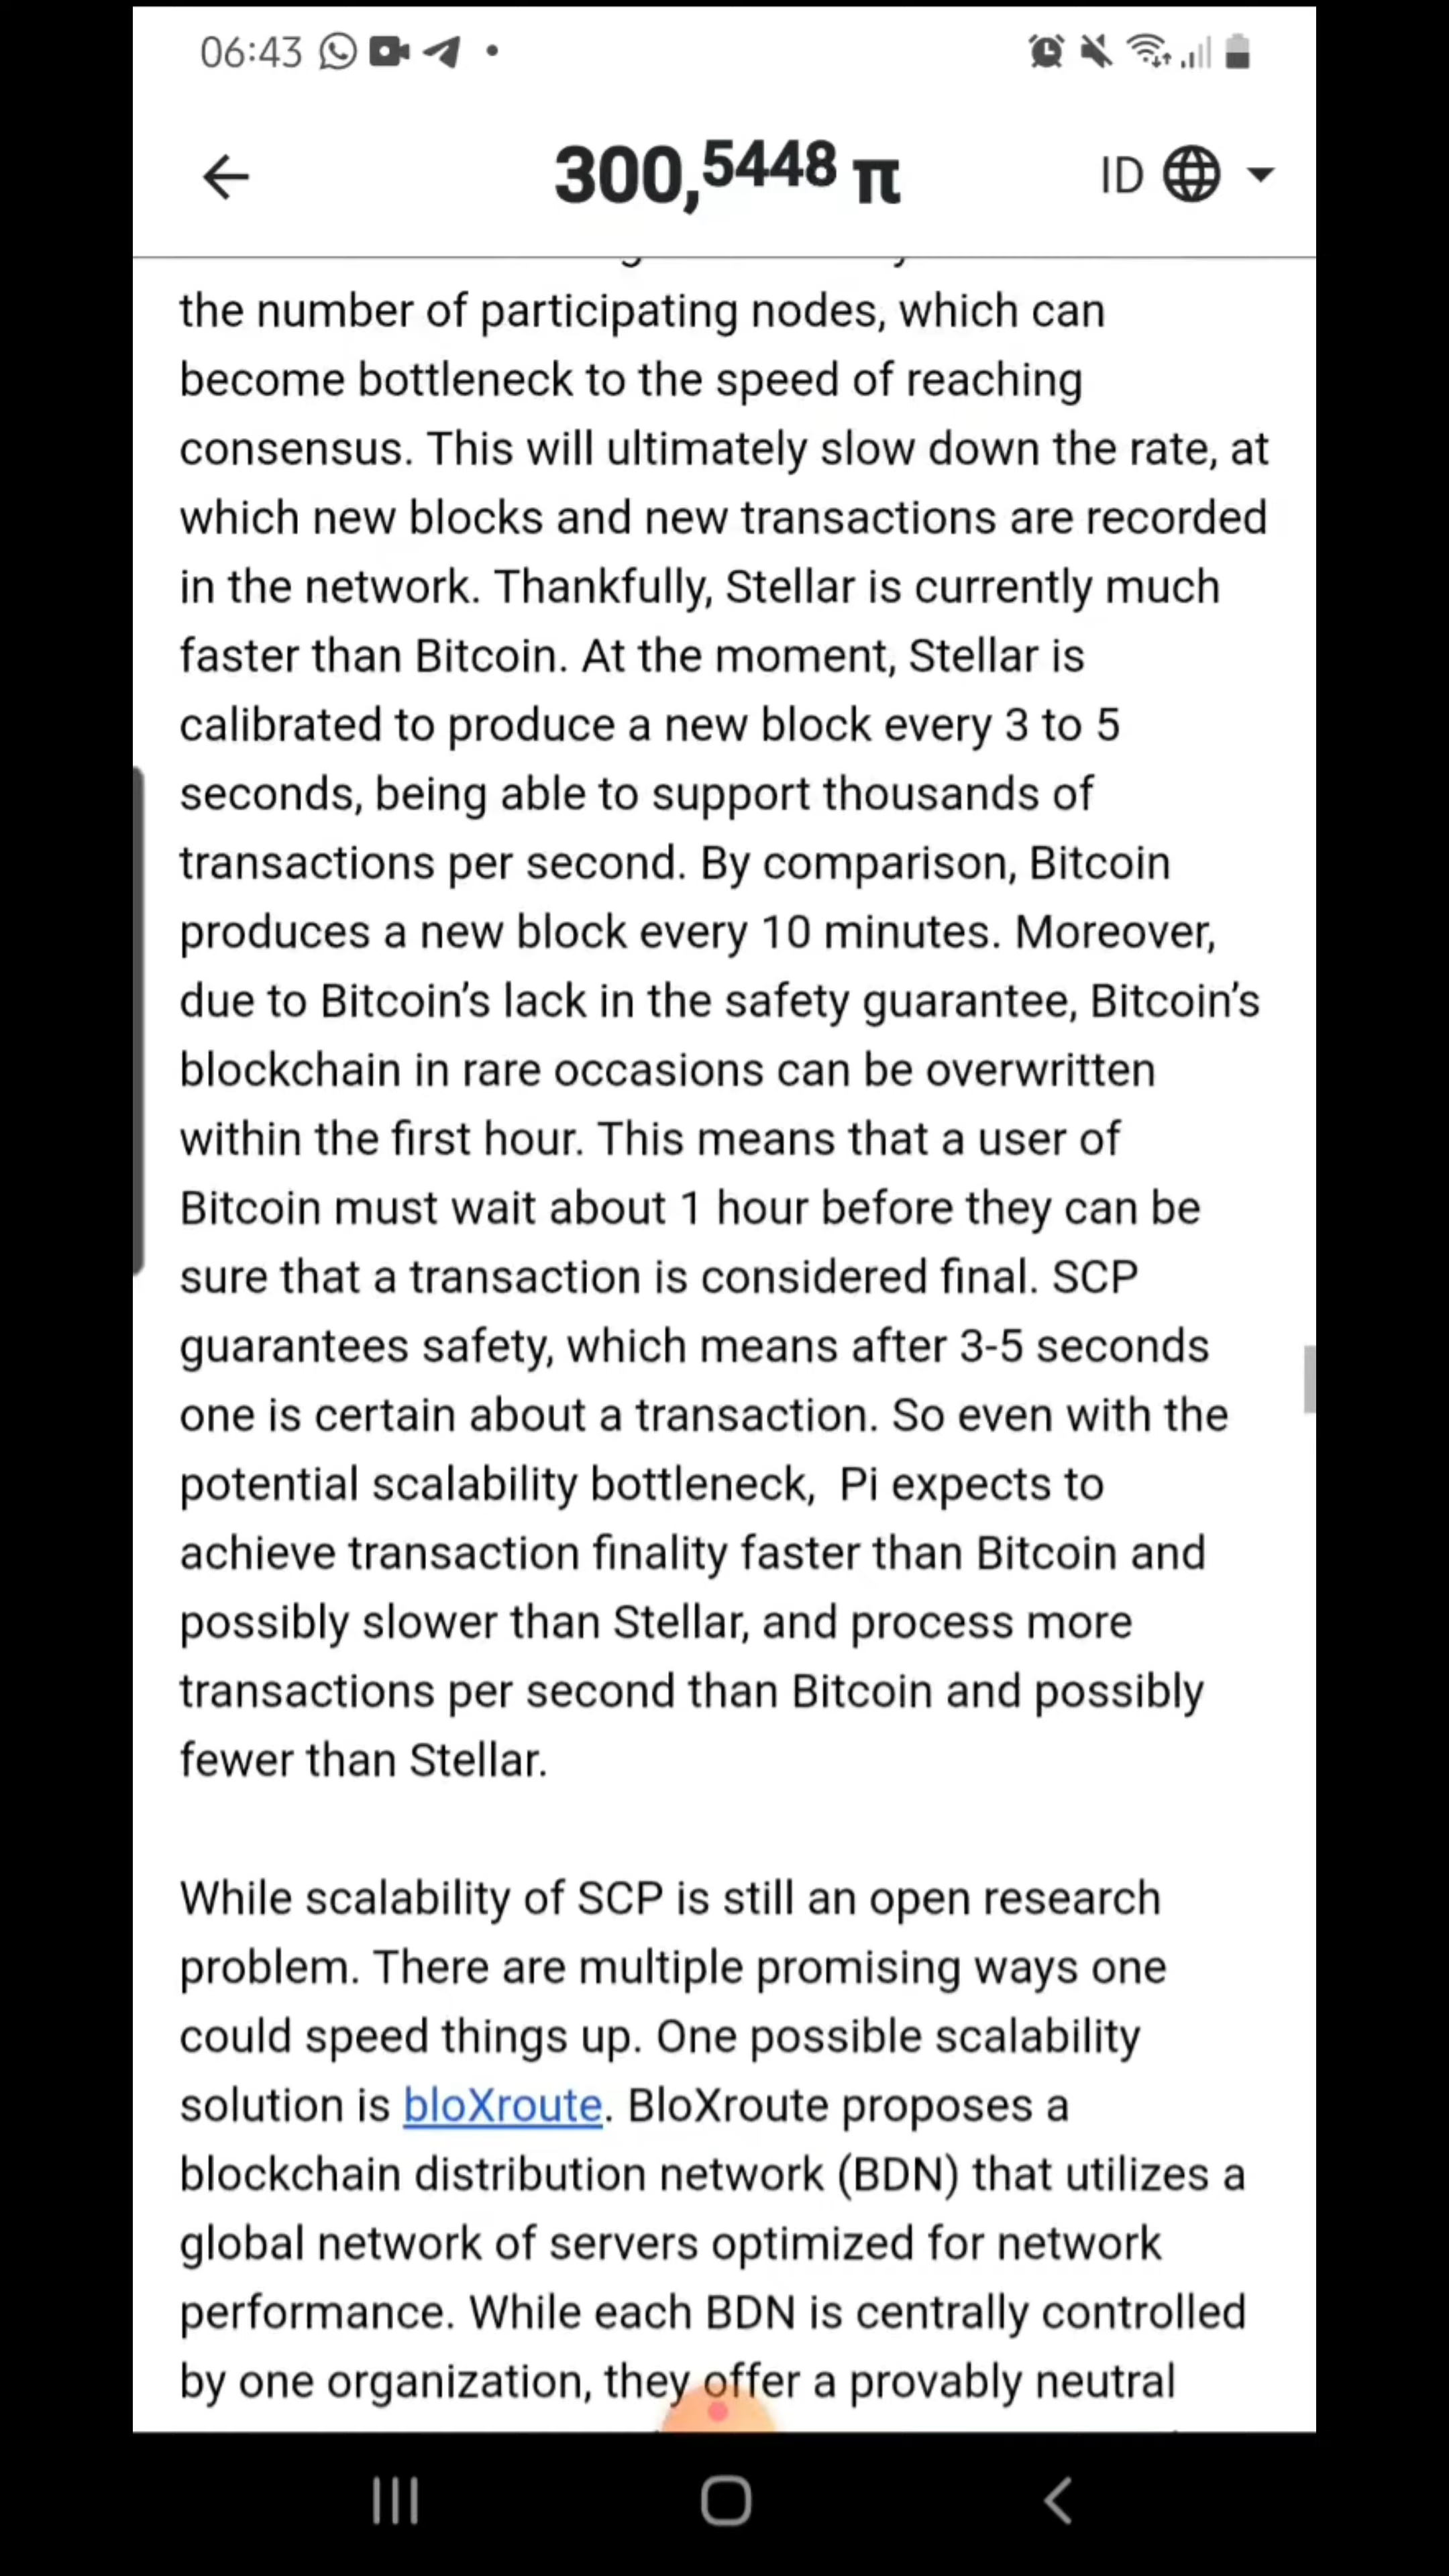 06:43
300,5448 π ID
the number of participating nodes, which can
become bottleneck to the speed of reaching
consensus. This will ultimately slow down the rate, at
which new blocks and new transactions are recorded
in the network. Thankfully, Stellar is currently much
faster than Bitcoin. At the moment, Stellar is
calibrated to produce a new block every 3 to 5
seconds, being able to support thousands of
transactions per second. By comparison, Bitcoin
produces a new block every 10 minutes. Moreover,
due to Bitcoin’s lack in the safety guarantee, Bitcoin’s
blockchain in rare occasions can be overwritten
within the first hour. This means that a user of
Bitcoin must wait about 1 hour before they can be
sure that a transaction is considered final. SCP
guarantees safety, which means after 3-5 seconds
one is certain about a transaction. So even with the
potential scalability bottleneck,  Pi expects to
achieve transaction finality faster than Bitcoin and
possibly slower than Stellar, and process more
transactions per second than Bitcoin and possibly
fewer than Stellar.
While scalability of SCP is still an open research
problem. There are multiple promising ways one
could speed things up. One possible scalability
solution is bloXroute. BloXroute proposes a
blockchain distribution network (BDN) that utilizes a
global network of servers optimized for network
performance. While each BDN is centrally controlled
by one organization, they offer a provably neutral